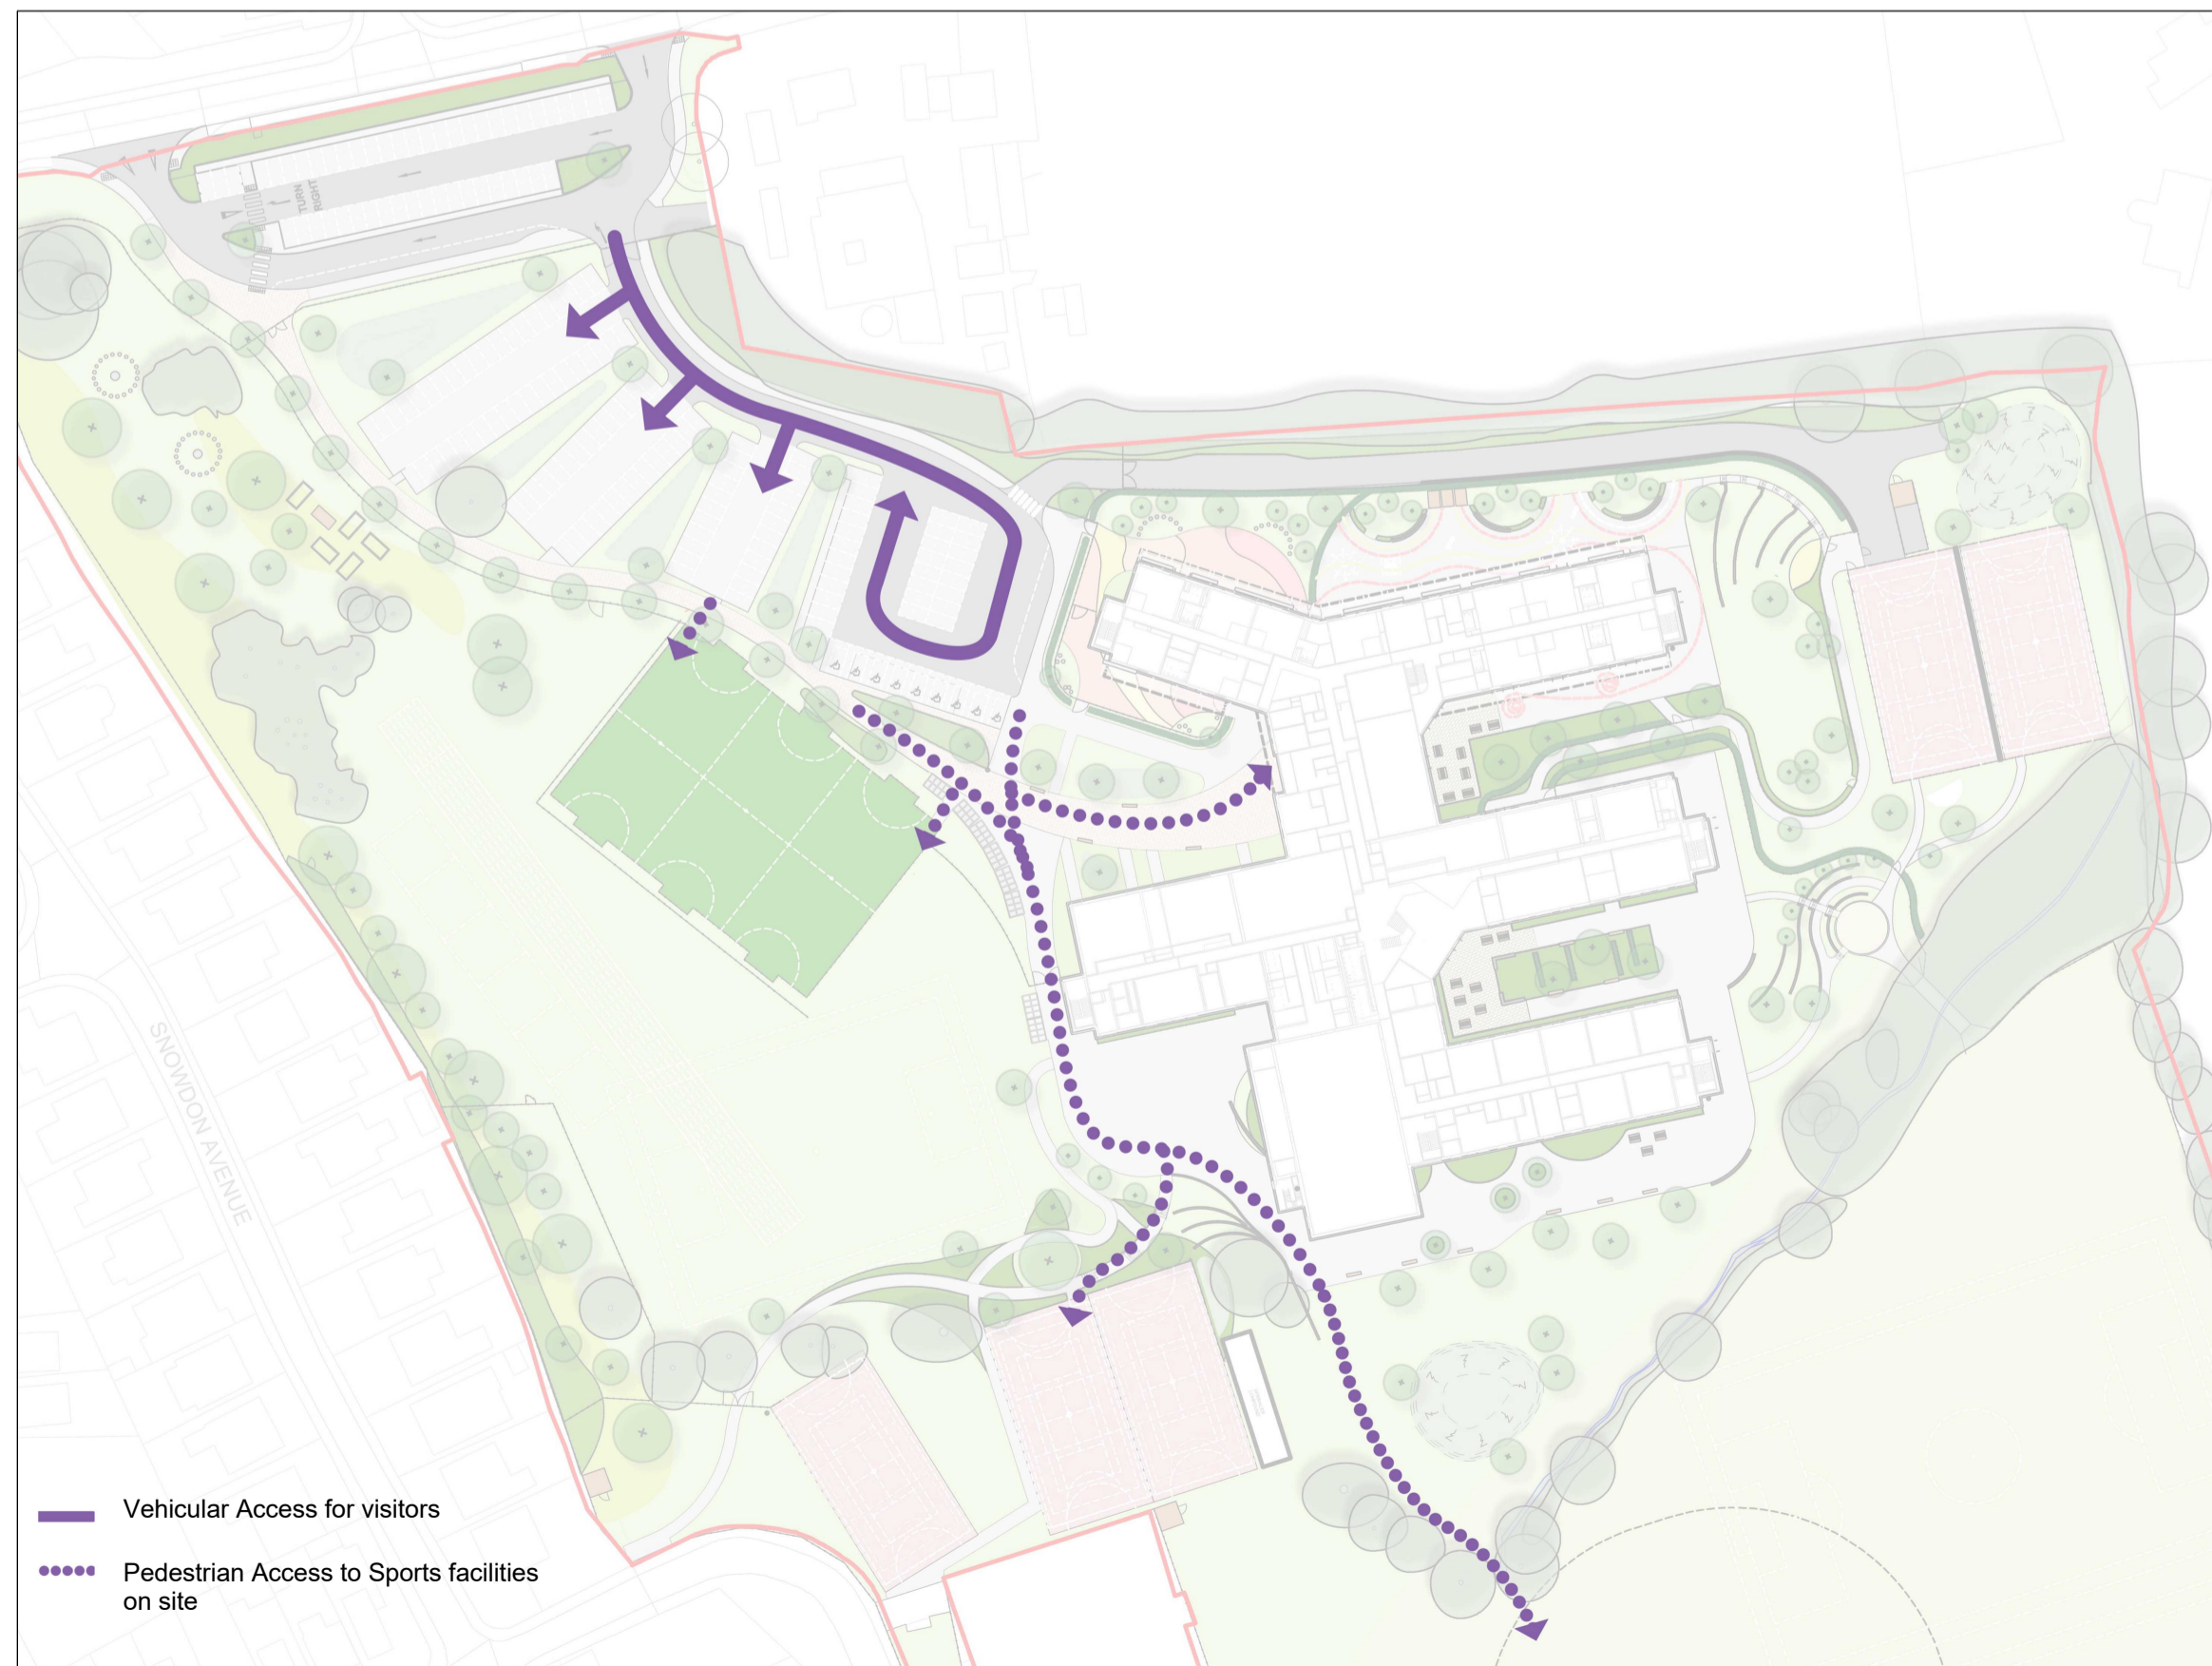 TURN
RIGHT
SNOWDON AVENUE
Vehicular Access for visitors
Pedestrian Access to Sports facilities
on site